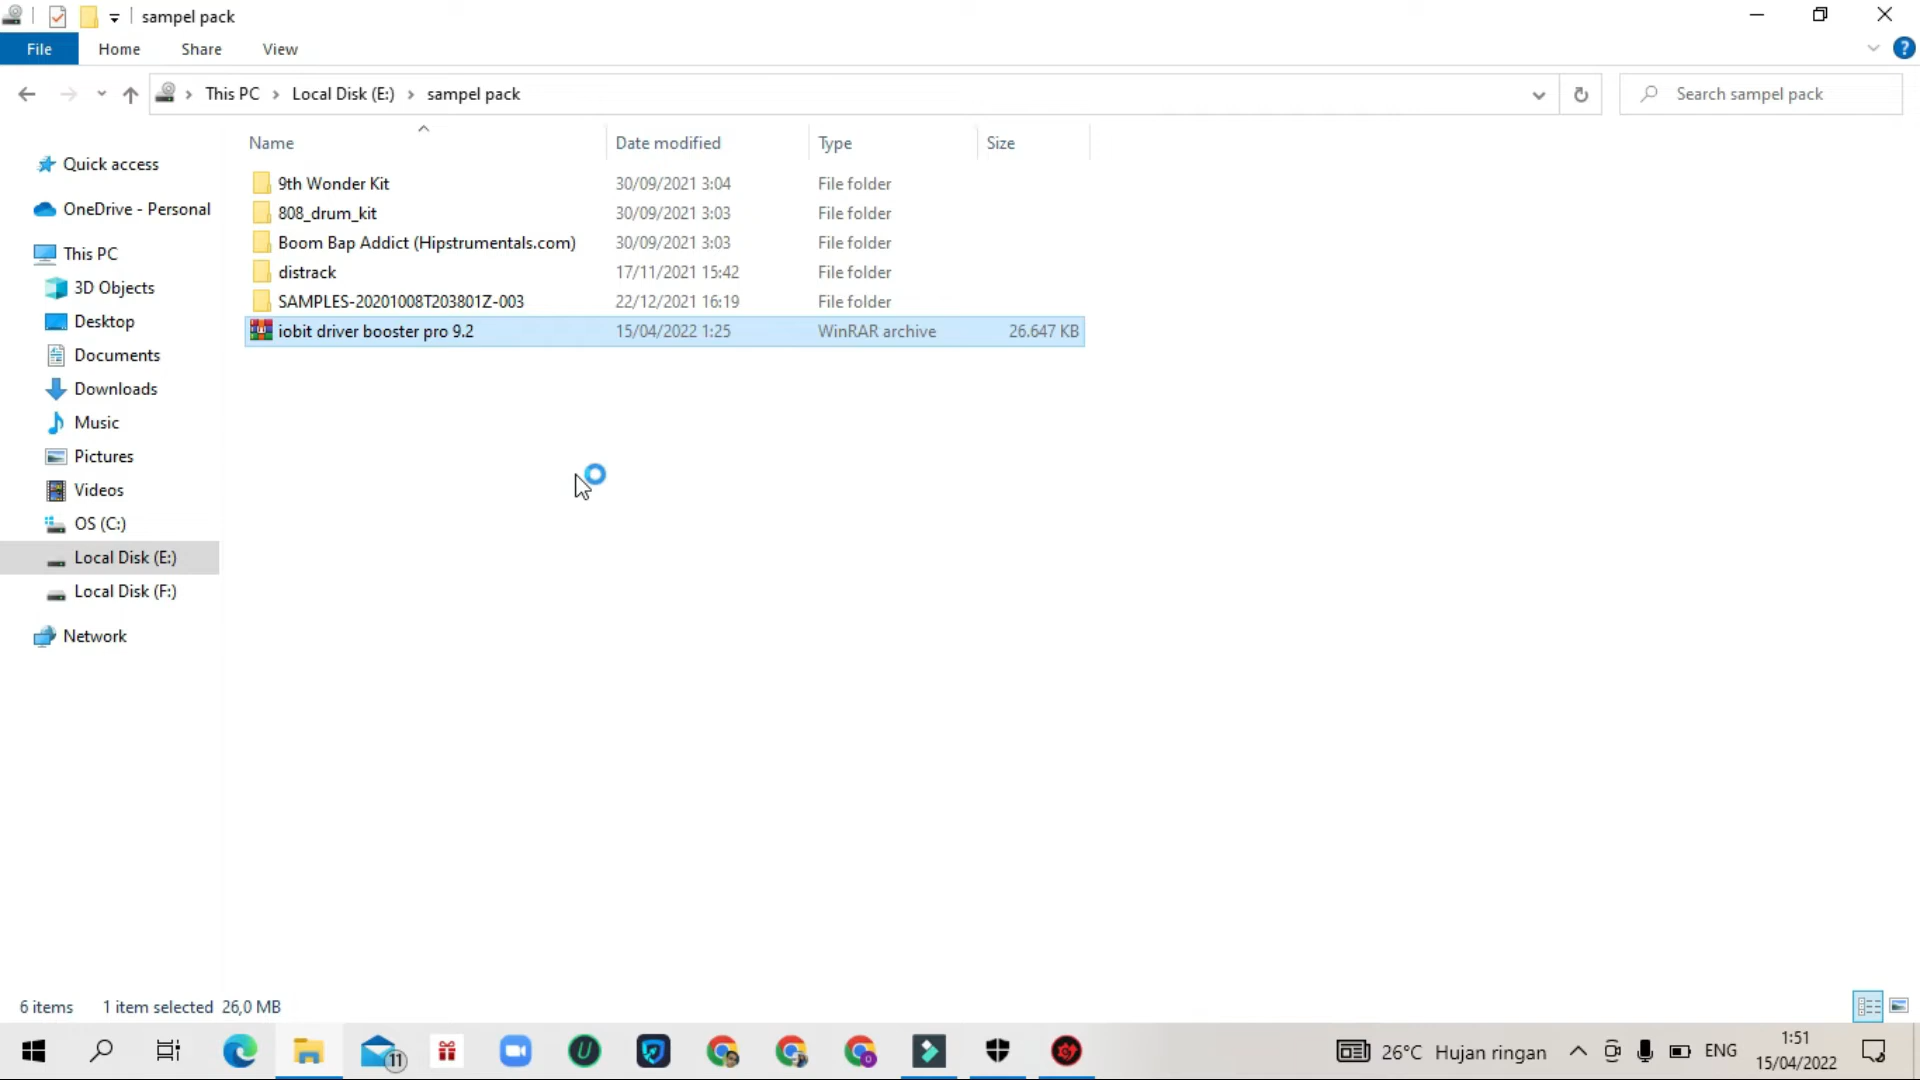 sampel pack
File Home Share View
This PC Local Disk (E:) sampel pack Search sampel pack
Name Date modified Type Size
Quick access
OneDrive - Personal
This PC
3D Objects
Desktop
Documents
Downloads
Music
Pictures
Videos
OS (C:)
Local Disk (E:)
Local Disk (F:)
Network
9th Wonder Kit 30/09/2021 3:04 File folder
808_drum_kit 30/09/2021 3:03 File folder
Boom Bap Addict (Hipstrumentals.com) 30/09/2021 3:03 File folder
distrack 17/11/2021 15:42 File folder
SAMPLES-20201008T203801Z-003 22/12/2021 16:19 File folder
iobit driver booster pro 9.2 15/04/2022 1:25 WinRAR archive 26.647 KB
6 items 1 item selected 26,0 MB
11 26°C Hujan ringan ENG 1:51
15/04/2022